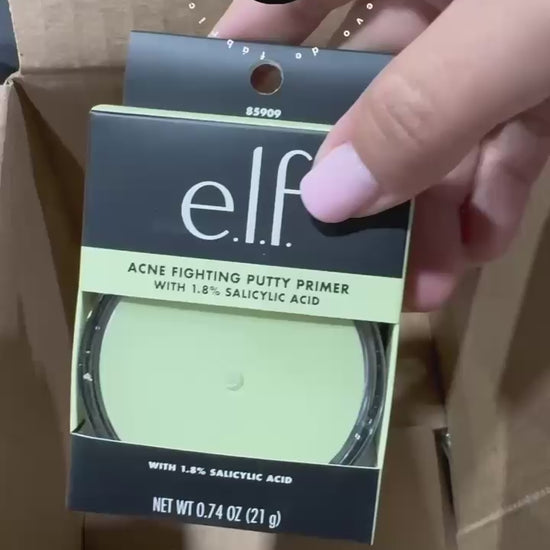 85909
e.l.f.
ACNE FIGHTING PUTTY PRIMER
WITH 1.8% SALICYLIC ACID
WITH 1.8% SALICYLIC ACID
NET WT 0.74 OZ (21 g)